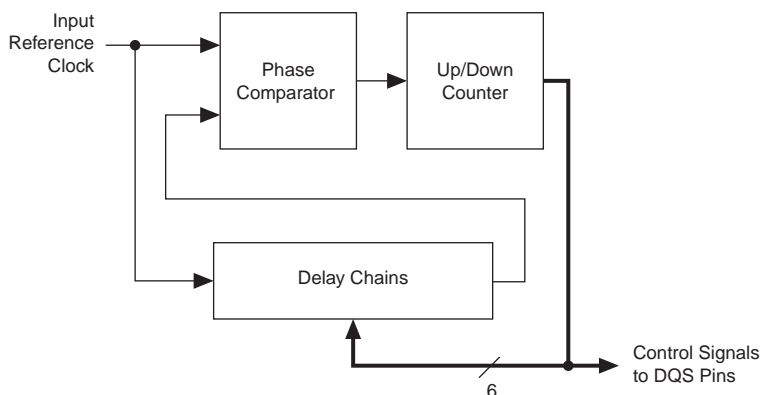 Input
Reference
Clock
Phase
Comparator
Up/Down
Counter
Delay Chains
6
Control Signals
to DQS Pins